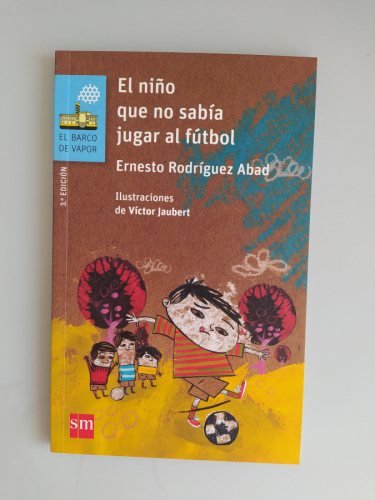 El niño
que no sabía
jugar al fútbol
Ernesto Rodríguez Abad
Ilustraciones
de Víctor Jaubert
EL BARCO
DE VAPOR
3.ª EDICIÓN
sm